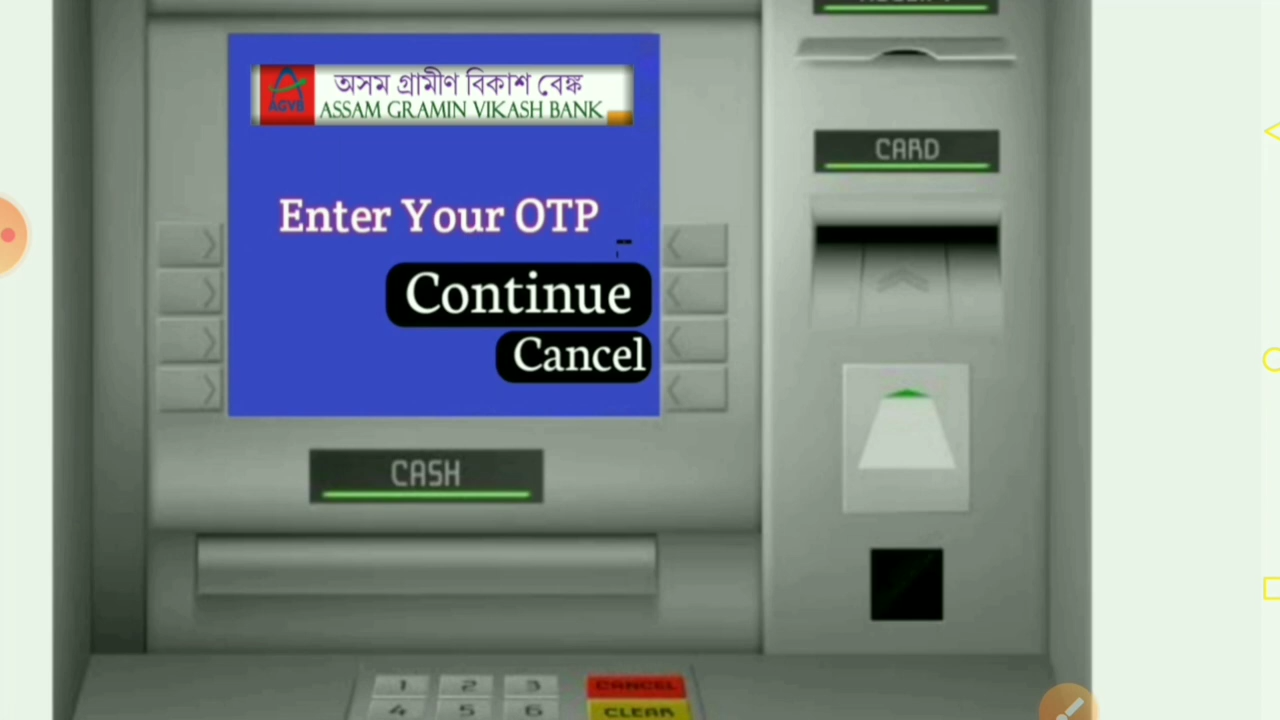 অসম গ্ৰামীণ বিকাশ বেঙ্ক
AGVB
ASSAM GRAMIN VIKASH BANK
Enter Your OTP
Continue
Cancel
CARD
CASH
1 2 3 CANCEL
4 5 6 CLEAR